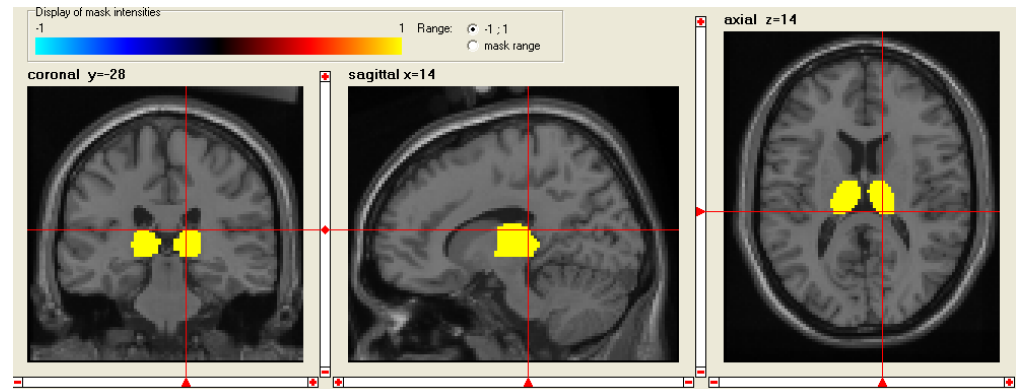 Display of mask intensities
-1 1 Range: -1 ; 1
mask range
coronal y=-28
sagittal x=14
axial z=14